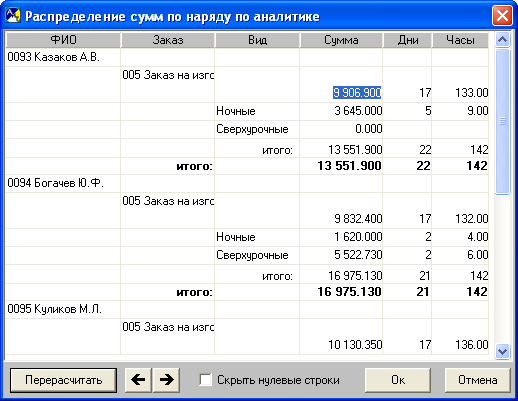 Распределение сумм по наряду по аналитике
ФИО Заказ Вид Сумма Дни Часы
0093 Казаков А.В.
005 Заказ на изго
9 906.900 17 133.00
Ночные 3 645.000 5 9.00
Сверхурочные 0.000
итого: 13 551.900 22 142
итого: 13 551.900 22 142
0094 Богачев Ю.Ф.
005 Заказ на изго
9 832.400 17 132.00
Ночные 1 620.000 2 4.00
Сверхурочные 5 522.730 2 6.00
итого: 16 975.130 21 142
итого: 16 975.130 21 142
0095 Куликов М.Л.
005 Заказ на изго
10 130.350 17 136.00
Перерасчитать Скрыть нулевые строки Ок Отмена